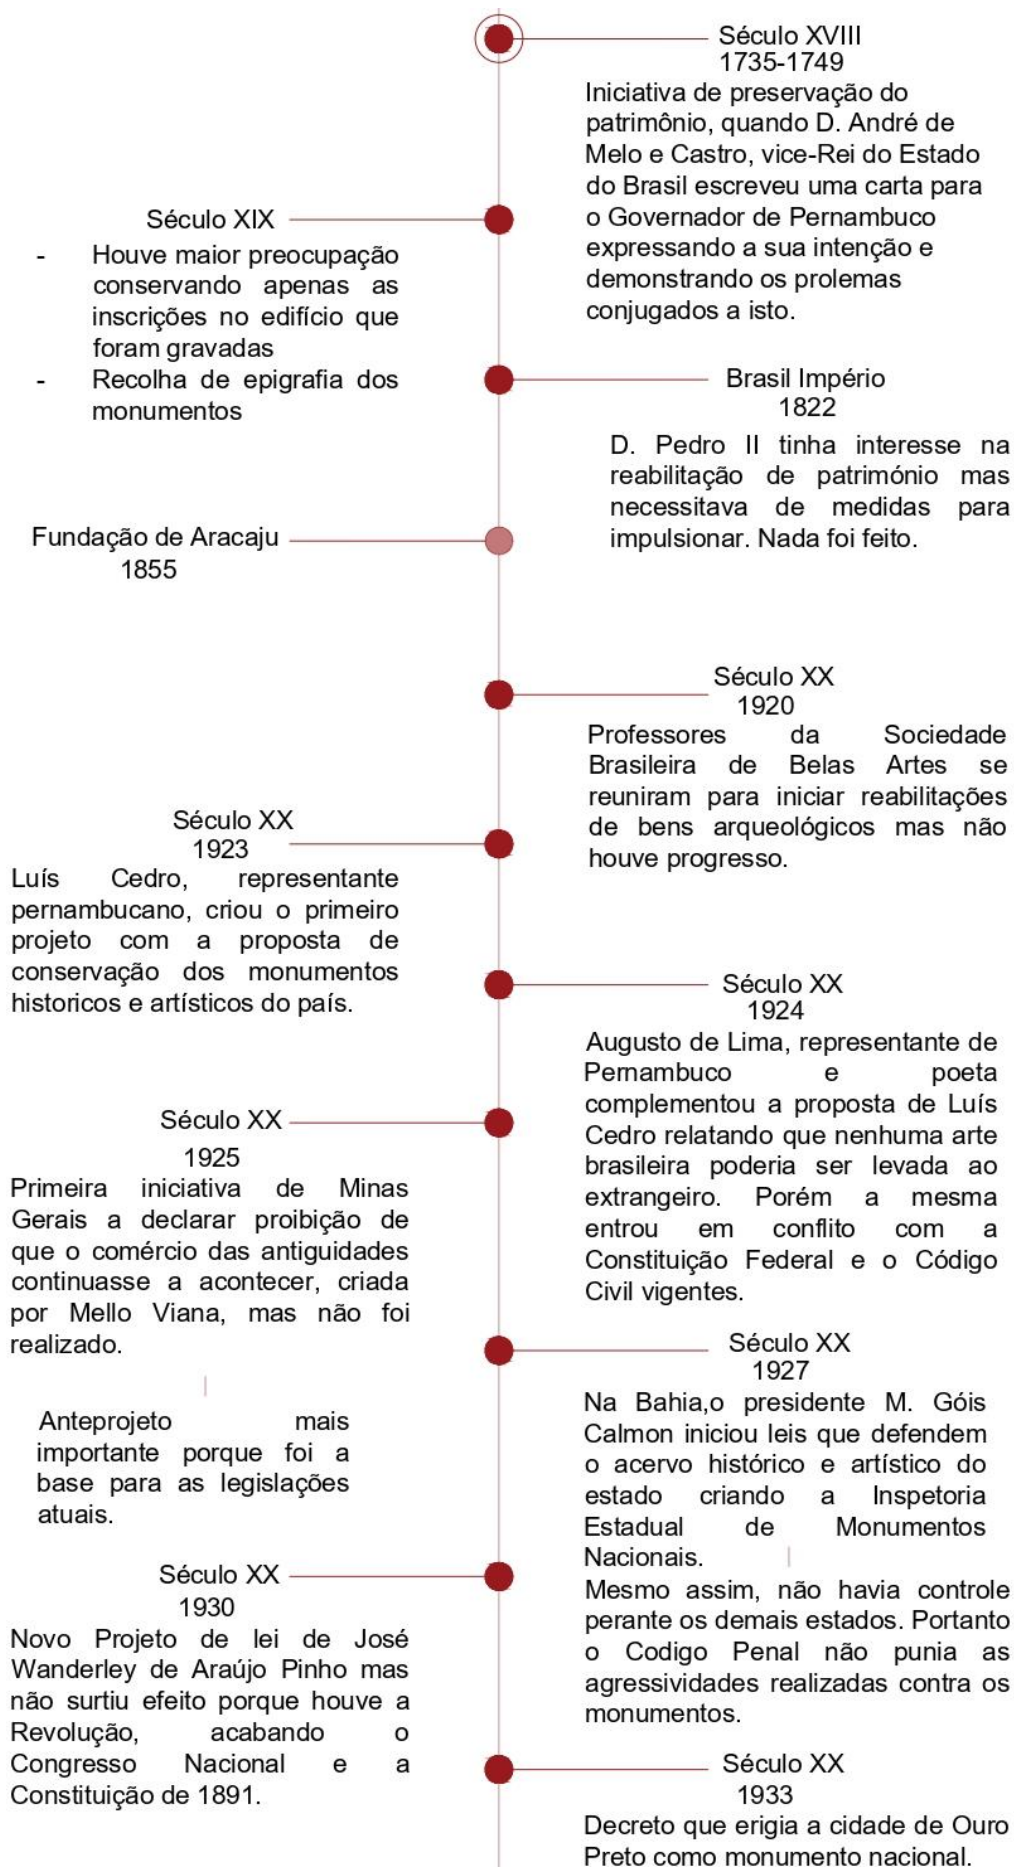 Século XVIII
1735-1749
Iniciativa de preservação do
patrimônio, quando D. André de
Melo e Castro, vice-Rei do Estado
do Brasil escreveu uma carta para
o Governador de Pernambuco
expressando a sua intenção e
demonstrando os prolemas
conjugados a isto.
Século XIX
- Houve maior preocupação
conservando apenas as
inscrições no edifício que
foram gravadas
- Recolha de epigrafia dos
monumentos
Brasil Império
1822
D. Pedro II tinha interesse na
reabilitação de património mas
necessitava de medidas para
impulsionar. Nada foi feito.
Fundação de Aracaju
1855
Século XX
1920
Professores da Sociedade
Brasileira de Belas Artes se
reuniram para iniciar reabilitações
de bens arqueológicos mas não
houve progresso.
Século XX
1923
Luís Cedro, representante
pernambucano, criou o primeiro
projeto com a proposta de
conservação dos monumentos
historicos e artísticos do país.
Século XX
1924
Augusto de Lima, representante de
Pernambuco e poeta
complementou a proposta de Luís
Cedro relatando que nenhuma arte
brasileira poderia ser levada ao
extrangeiro. Porém a mesma
entrou em conflito com a
Constituição Federal e o Código
Civil vigentes.
Século XX
1925
Primeira iniciativa de Minas
Gerais a declarar proibição de
que o comércio das antiguidades
continuasse a acontecer, criada
por Mello Viana, mas não foi
realizado.
Anteprojeto mais
importante porque foi a
base para as legislações
atuais.
Século XX
1927
Na Bahia,o presidente M. Góis
Calmon iniciou leis que defendem
o acervo histórico e artístico do
estado criando a Inspetoria
Estadual de Monumentos
Nacionais.
Mesmo assim, não havia controle
perante os demais estados. Portanto
o Codigo Penal não punia as
agressividades realizadas contra os
monumentos.
Século XX
1930
Novo Projeto de lei de José
Wanderley de Araújo Pinho mas
não surtiu efeito porque houve a
Revolução, acabando o
Congresso Nacional e a
Constituição de 1891.
Século XX
1933
Decreto que erigia a cidade de Ouro
Preto como monumento nacional.